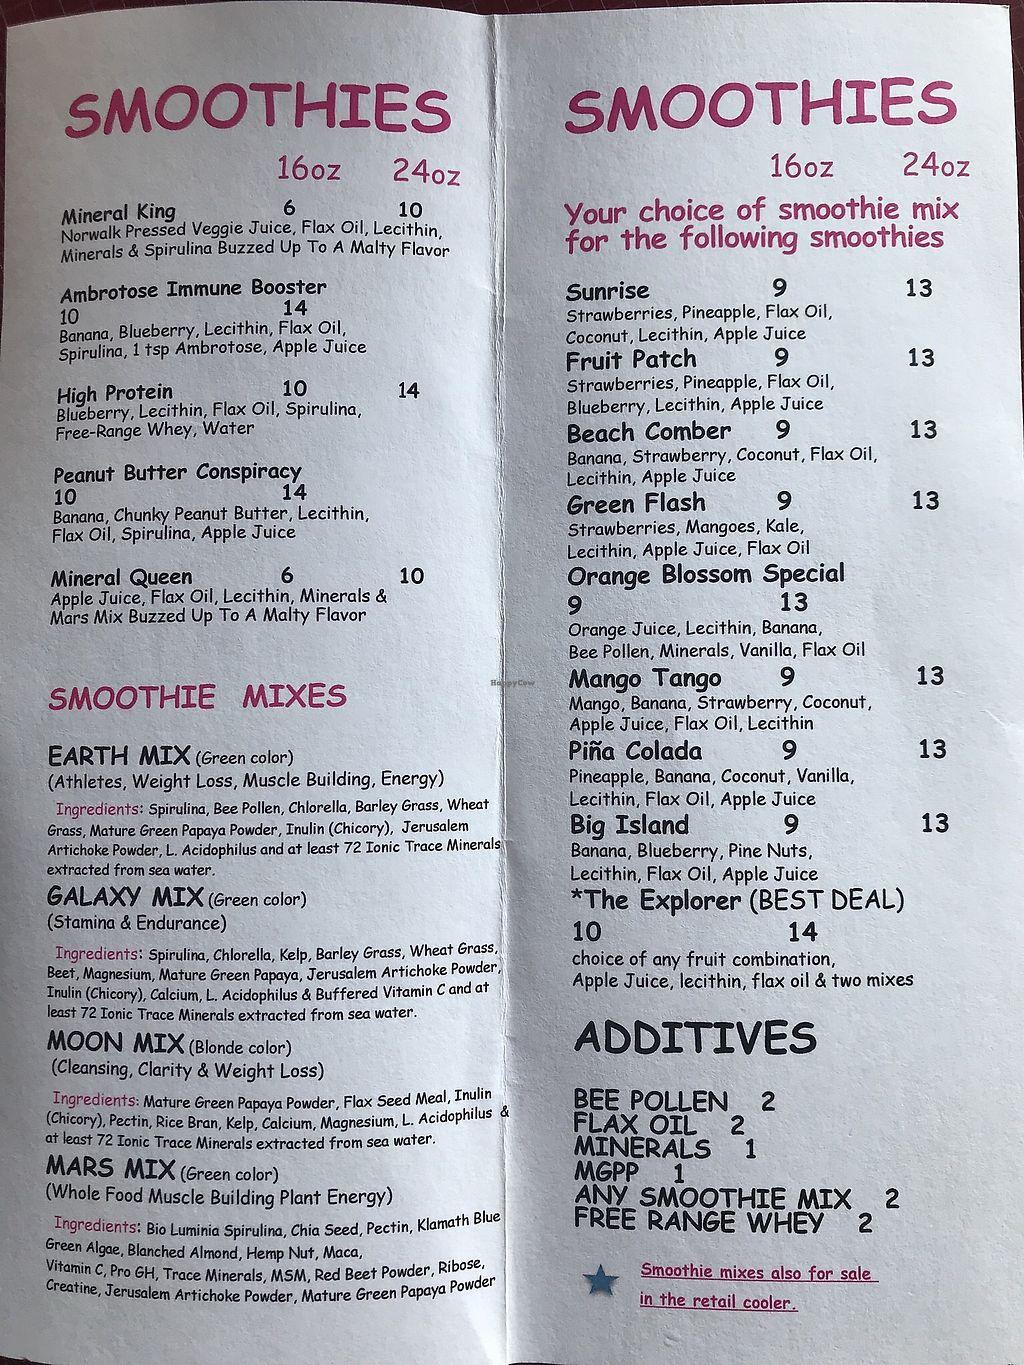 SMOOTHIES
16oz 24oz
Mineral King 6 10
Norwalk Pressed Veggie Juice, Flax Oil, Lecithin,
Minerals & Spirulina Buzzed Up To A Malty Flavor
Ambrotose Immune Booster
10 14
Banana, Blueberry, Lecithin, Flax Oil,
Spirulina, 1 tsp Ambrotose, Apple Juice
High Protein 10 14
Blueberry, Lecithin, Flax Oil, Spirulina,
Free-Range Whey, Water
Peanut Butter Conspiracy
10 14
Banana, Chunky Peanut Butter, Lecithin,
Flax Oil, Spirulina, Apple Juice
Mineral Queen 6 10
Apple Juice, Flax Oil, Lecithin, Minerals &
Mars Mix Buzzed Up To A Malty Flavor
SMOOTHIE MIXES
EARTH MIX (Green color)
(Athletes, Weight Loss, Muscle Building, Energy)
Ingredients: Spirulina, Bee Pollen, Chlorella, Barley Grass, Wheat
Grass, Mature Green Papaya Powder, Inulin (Chicory), Jerusalem
Artichoke Powder, L. Acidophilus and at least 72 Ionic Trace Minerals
extracted from sea water.
GALAXY MIX (Green color)
(Stamina & Endurance)
Ingredients: Spirulina, Chlorella, Kelp, Barley Grass, Wheat Grass,
Beet, Magnesium, Mature Green Papaya, Jerusalem Artichoke Powder,
Inulin (Chicory), Calcium, L. Acidophilus & Buffered Vitamin C and at
least 72 Ionic Trace Minerals extracted from sea water.
MOON MIX (Blonde color)
(Cleansing, Clarity & Weight Loss)
Ingredients: Mature Green Papaya Powder, Flax Seed Meal, Inulin
(Chicory), Pectin, Rice Bran, Kelp, Calcium, Magnesium, L. Acidophilus &
at least 72 Ionic Trace Minerals extracted from sea water.
MARS MIX (Green color)
(Whole Food Muscle Building Plant Energy)
Ingredients: Bio Luminia Spirulina, Chia Seed, Pectin, Klamath Blue
Green Algae, Blanched Almond, Hemp Nut, Maca,
Vitamin C, Pro GH, Trace Minerals, MSM, Red Beet Powder, Ribose,
Creatine, Jerusalem Artichoke Powder, Mature Green Papaya Powder
HappyCow
SMOOTHIES
16oz 24oz
Your choice of smoothie mix
for the following smoothies
Sunrise 9 13
Strawberries, Pineapple, Flax Oil,
Coconut, Lecithin, Apple Juice
Fruit Patch 9 13
Strawberries, Pineapple, Flax Oil,
Blueberry, Lecithin, Apple Juice
Beach Comber 9 13
Banana, Strawberry, Coconut, Flax Oil,
Lecithin, Apple Juice
Green Flash 9 13
Strawberries, Mangoes, Kale,
Lecithin, Apple Juice, Flax Oil
Orange Blossom Special
9 13
Orange Juice, Lecithin, Banana,
Bee Pollen, Minerals, Vanilla, Flax Oil
Mango Tango 9 13
Mango, Banana, Strawberry, Coconut,
Apple Juice, Flax Oil, Lecithin
Piña Colada 9 13
Pineapple, Banana, Coconut, Vanilla,
Lecithin, Flax Oil, Apple Juice
Big Island 9 13
Banana, Blueberry, Pine Nuts,
Lecithin, Flax Oil, Apple Juice
*The Explorer (BEST DEAL)
10 14
choice of any fruit combination,
Apple Juice, lecithin, flax oil & two mixes
ADDITIVES
BEE POLLEN 2
FLAX OIL 2
MINERALS 1
MGPP 1
ANY SMOOTHIE MIX 2
FREE RANGE WHEY 2
Smoothie mixes also for sale
in the retail cooler.